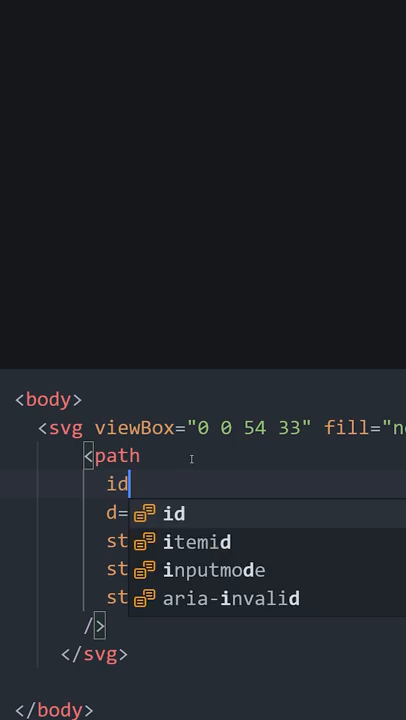 <body>
<svg viewBox="0 0 54 33" fill="n
<path
id
d= id
st itemid
st inputmode
st aria-invalid
/>
</svg>
</body>